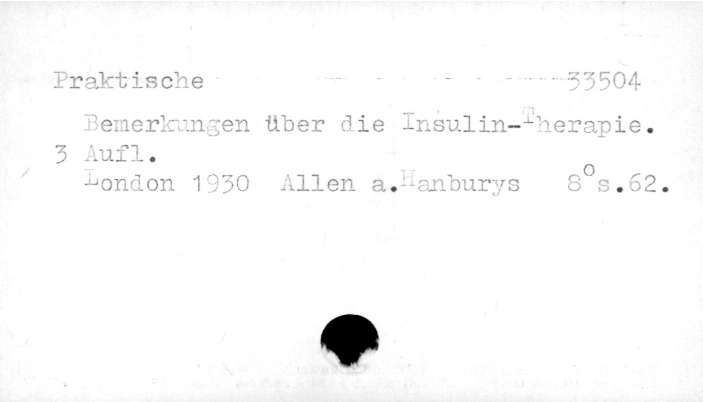 Praktische 33504
Bemerkungen über die Insulin-Therapie.
3 Aufl.
London 1930 Allen a.Hanburys 8° s.62.